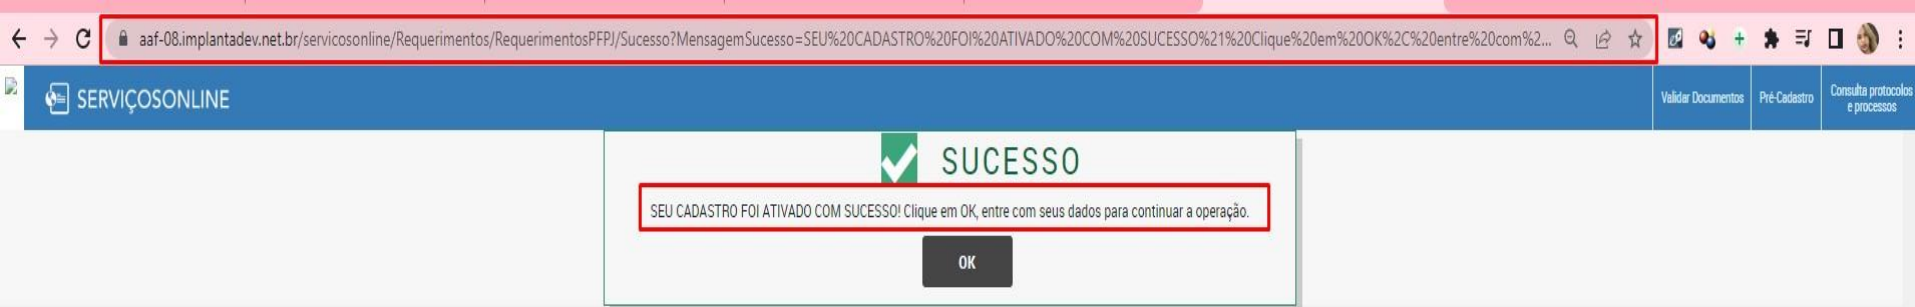 aaf-08.implantadev.net.br/servicosonline/Requerimentos/RequerimentosPFPJ/Sucesso?MensagemSucesso=SEU%20CADASTRO%20FOI%20ATIVADO%20COM%20SUCESSO%21%20Clique%20em%20OK%2C%20entre%20com%2...
SERVIÇOSONLINE
Validar Documentos
Pré-Cadastro
Consulta protocolos
e processos
SUCESSO
SEU CADASTRO FOI ATIVADO COM SUCESSO! Clique em OK, entre com seus dados para continuar a operação.
OK